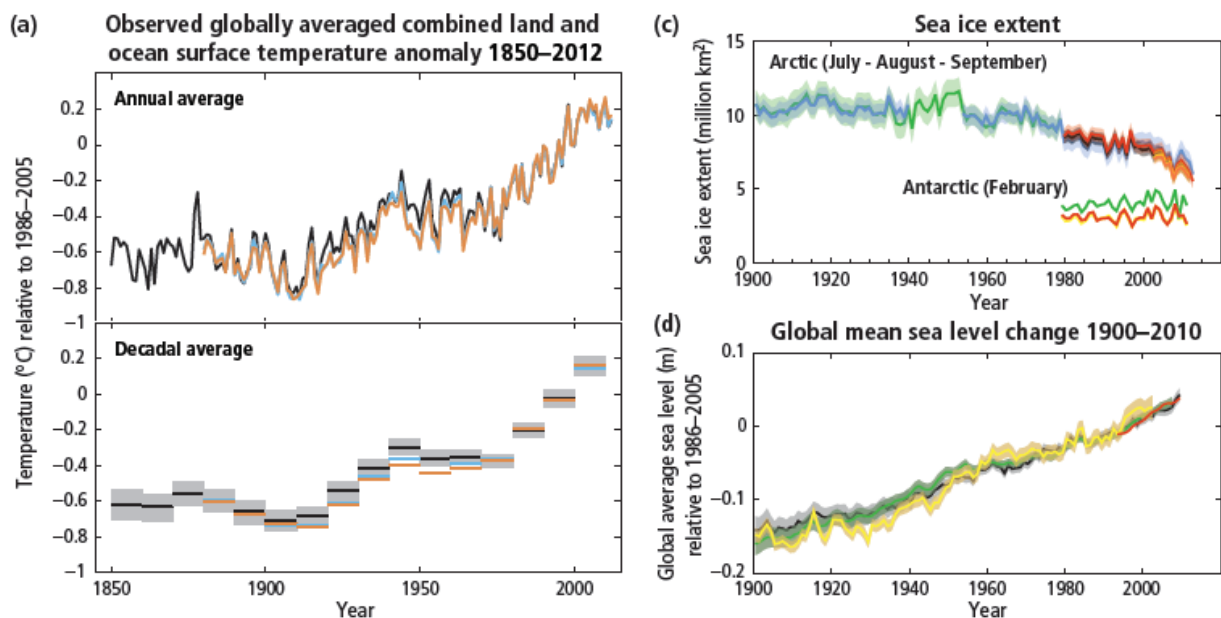 (a)
Observed globally averaged combined land and
ocean surface temperature anomaly 1850–2012
Annual average
0.2
0
−0.2
−0.4
−0.6
−0.8
−1
Decadal average
0.2
0
−0.2
−0.4
−0.6
−0.8
−1
Temperature (°C) relative to 1986–2005
1850
1900
1950
2000
Year
(c)
Sea ice extent
Arctic (July - August - September)
Antarctic (February)
15
10
5
0
Sea ice extent (million km²)
1900
1920
1940
1960
1980
2000
Year
(d)
Global mean sea level change 1900–2010
0.1
0
−0.1
−0.2
Global average sea level (m)
relative to 1986–2005
1900
1920
1940
1960
1980
2000
Year